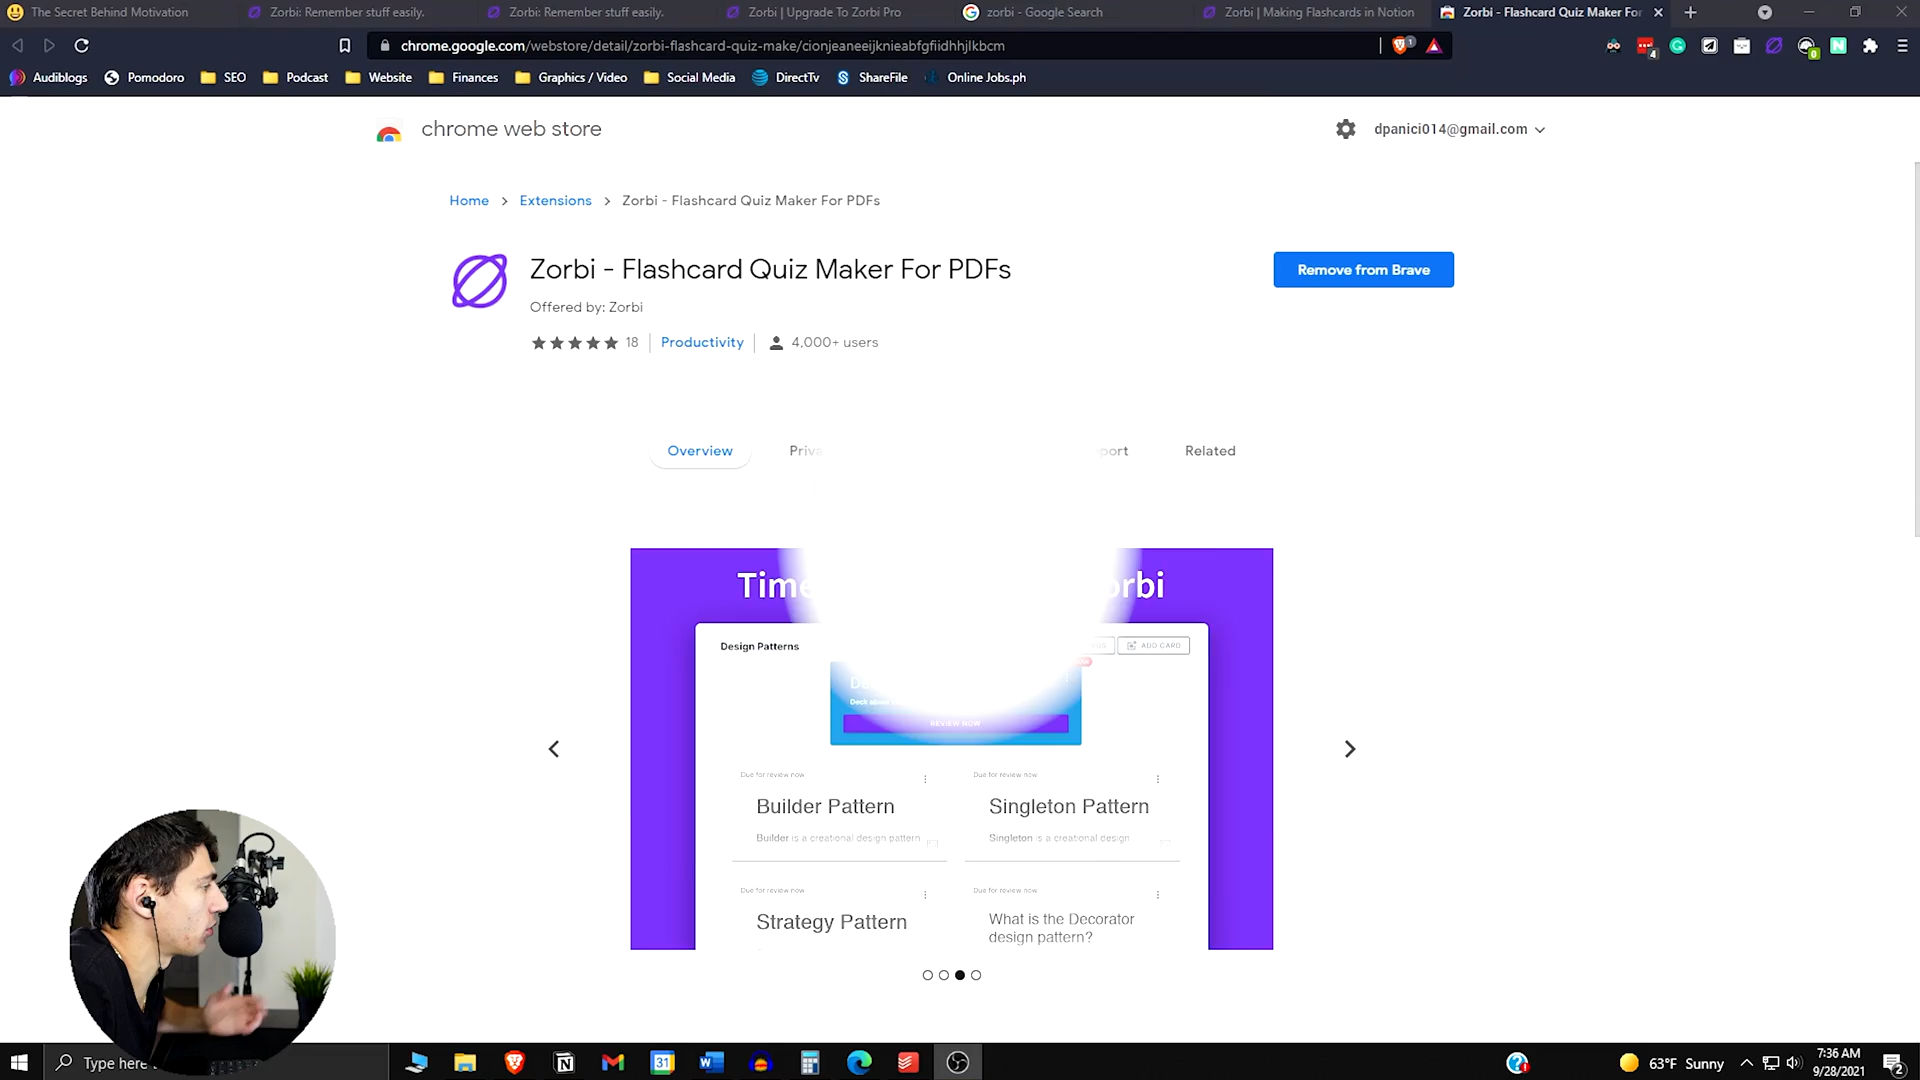 The Secret Behind Motivation
Zorbi: Remember stuff easily.
Zorbi: Remember stuff easily.
Zorbi | Upgrade To Zorbi Pro
zorbi - Google Search
Zorbi | Making Flashcards in Notion
Zorbi - Flashcard Quiz Maker For
chrome.google.com/webstore/detail/zorbi-flashcard-quiz-make/cionjeaneeijknieabfgfiidhhjlkbcm
Audiblogs
Pomodoro
SEO
Podcast
Website
Finances
Graphics / Video
Social Media
DirectTv
ShareFile
Online Jobs.ph
chrome web store
dpanici014@gmail.com
Home > Extensions > Zorbi - Flashcard Quiz Maker For PDFs
Zorbi - Flashcard Quiz Maker For PDFs
Remove from Brave
Offered by: Zorbi
18 | Productivity | 4,000+ users
Overview
Related
Design Patterns
ADD CARD
REVIEW NOW
Due for review now
Due for review now
Builder Pattern
Singleton Pattern
Builder is a creational design pattern
Singleton is a creational design
Due for review now
Due for review now
Strategy Pattern
What is the Decorator
design pattern?
Type here
63°F Sunny
7:36 AM
9/28/2021